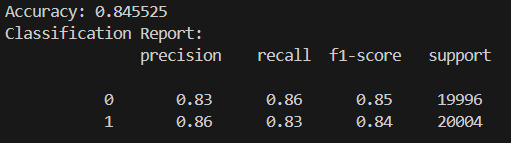 Accuracy: 0.845525
Classification Report:
precision recall f1-score support
0 0.83 0.86 0.85 19996
1 0.86 0.83 0.84 20004